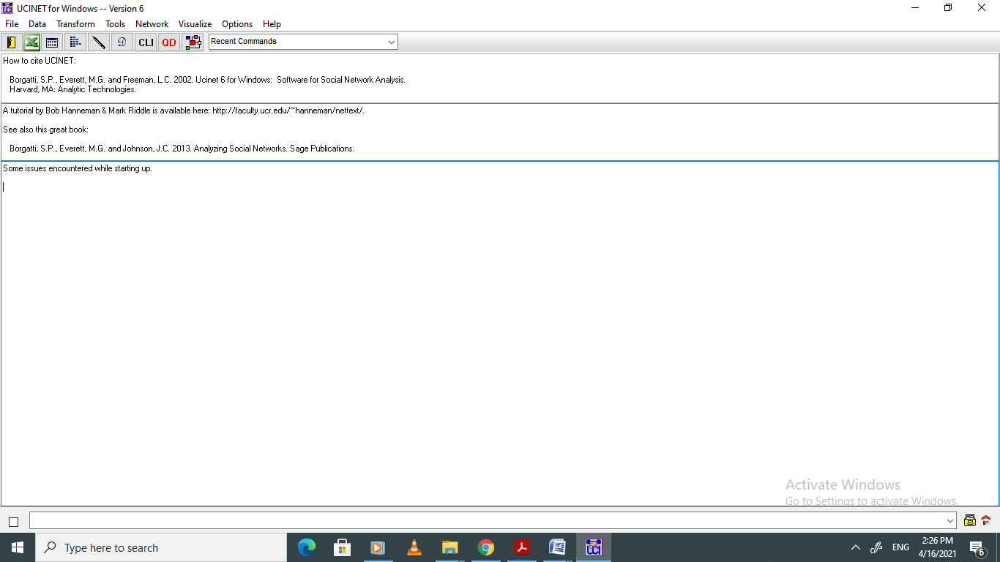 UCINET for Windows -- Version 6
File Data Transform Tools Network Visualize Options Help
CLI QD Recent Commands
How to cite UCINET:
Borgatti, S.P., Everett, M.G. and Freeman, L.C. 2002. Ucinet 6 for Windows: Software for Social Network Analysis.
Harvard, MA: Analytic Technologies.
A tutorial by Bob Hanneman & Mark Riddle is available here: http://faculty.ucr.edu/~hanneman/nettext/.
See also this great book:
Borgatti, S.P., Everett, M.G. and Johnson, J.C. 2013. Analyzing Social Networks. Sage Publications.
Some issues encountered while starting up.
Activate Windows
Go to Settings to activate Windows.
Type here to search
ENG
2:26 PM
4/16/2021
6